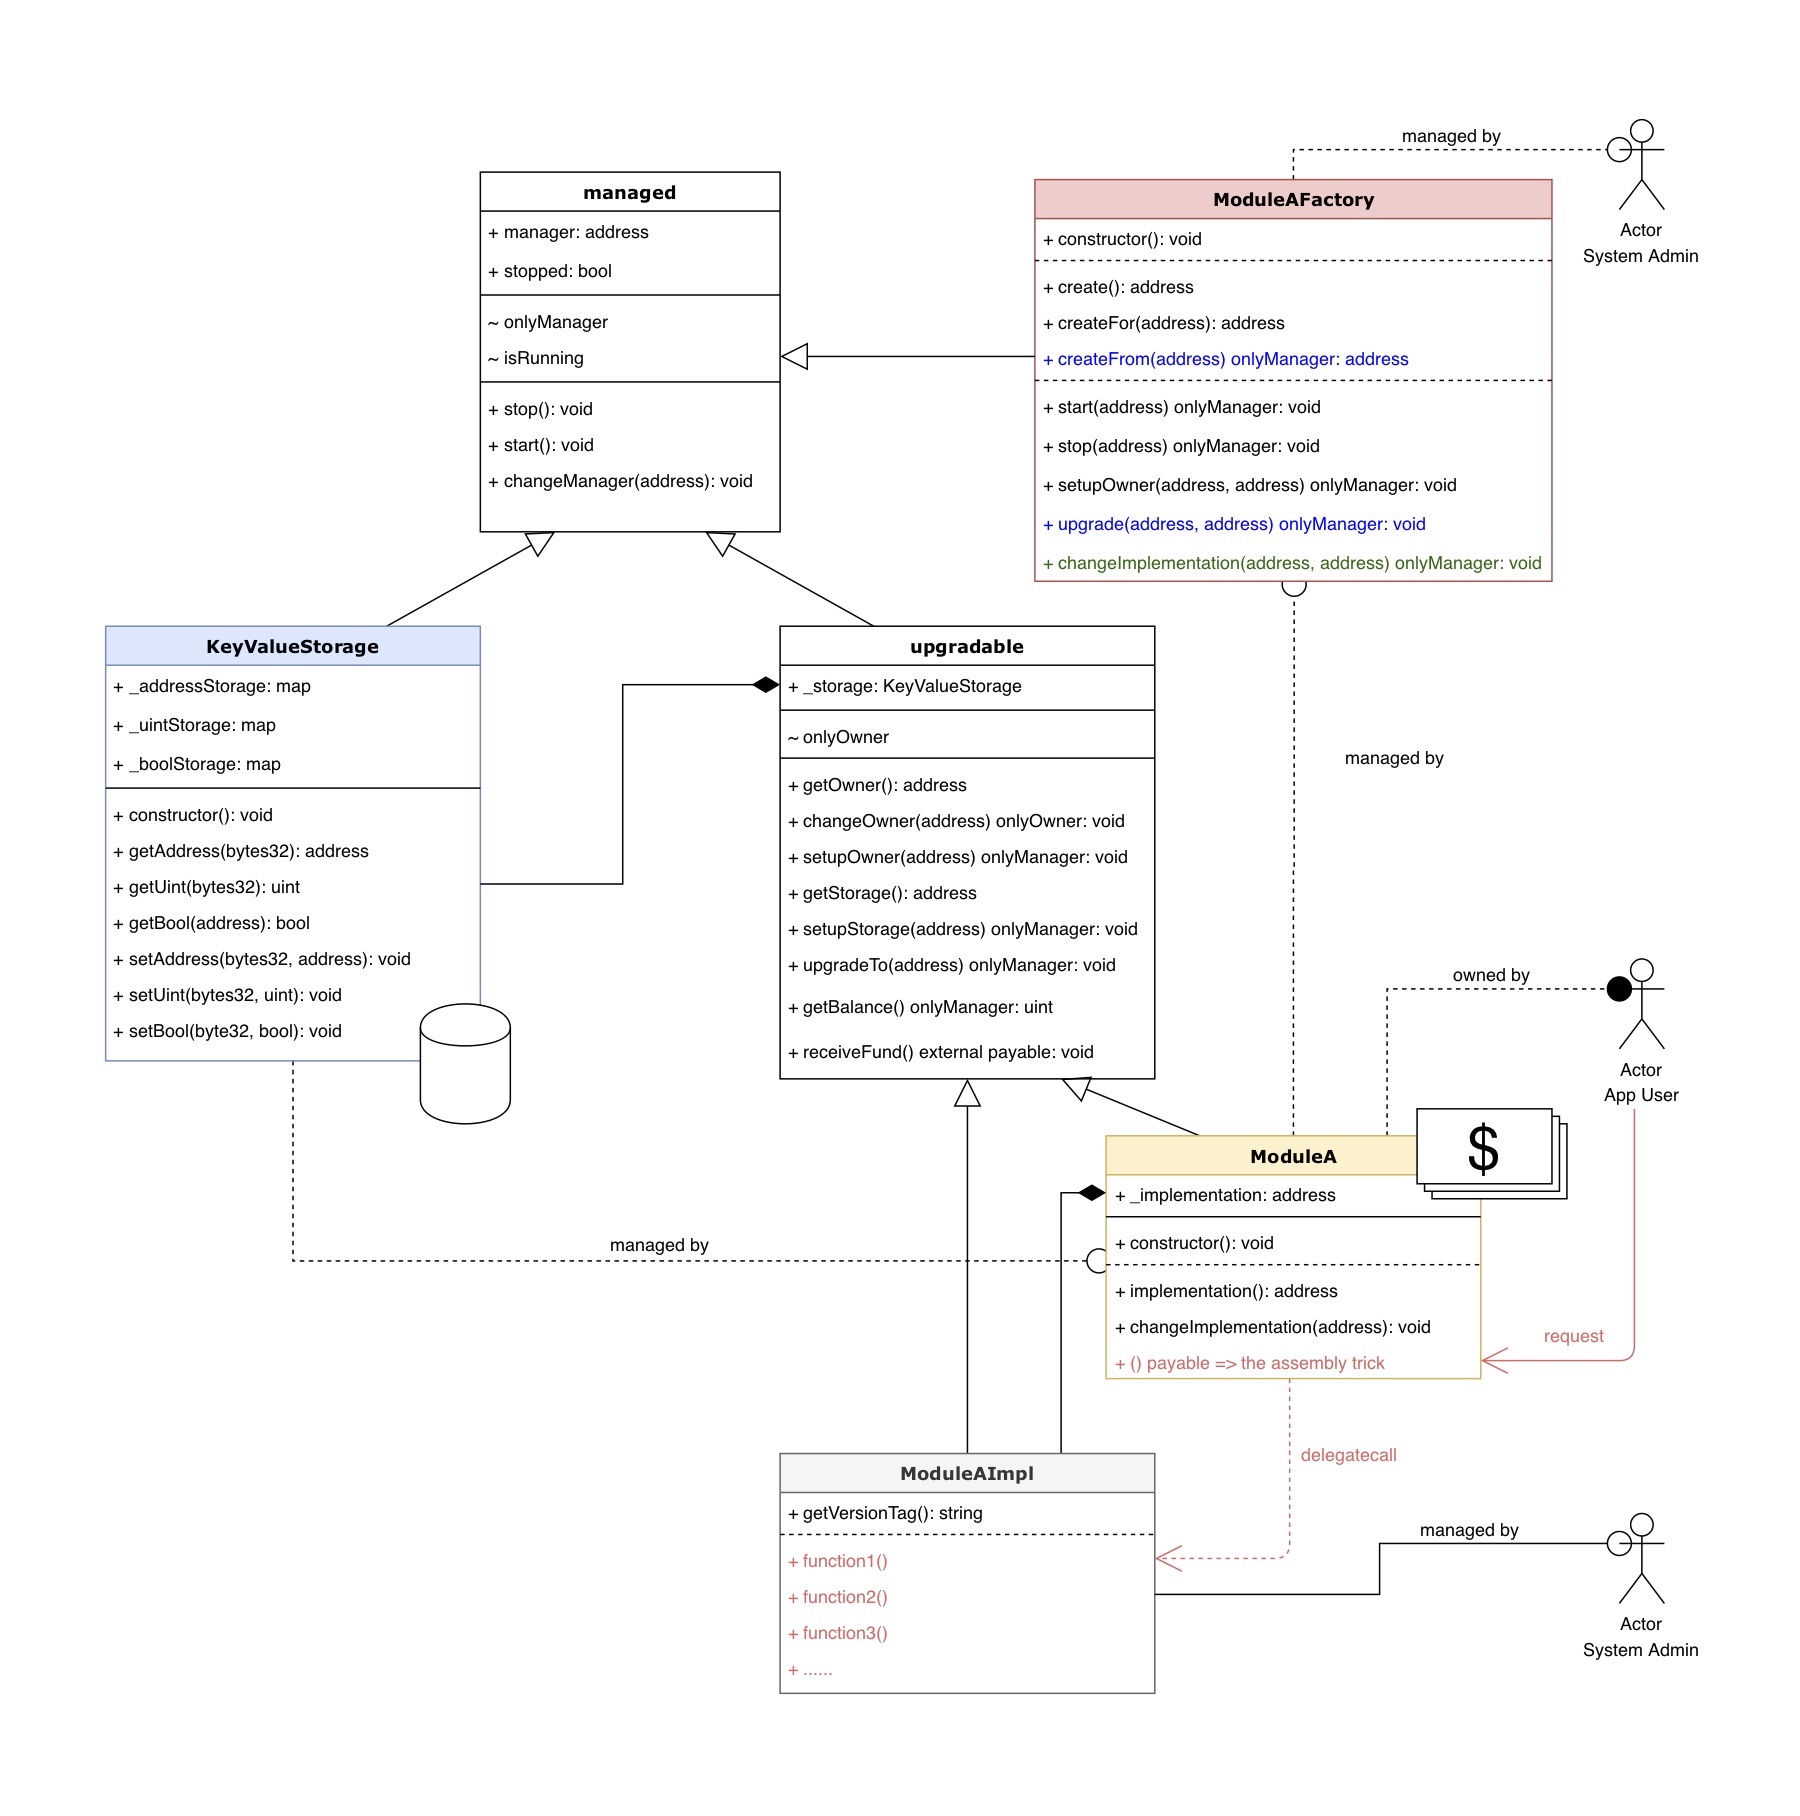 managed by
Actor
System Admin
managed
+ manager: address
+ stopped: bool
~ onlyManager
~ isRunning
+ stop(): void
+ start(): void
+ changeManager(address): void
ModuleAFactory
+ constructor(): void
+ create(): address
+ createFor(address): address
+ createFrom(address) onlyManager: address
+ start(address) onlyManager: void
+ stop(address) onlyManager: void
+ setupOwner(address, address) onlyManager: void
+ upgrade(address, address) onlyManager: void
+ changeImplementation(address, address) onlyManager: void
KeyValueStorage
+ _addressStorage: map
+ _uintStorage: map
+ _boolStorage: map
+ constructor(): void
+ getAddress(bytes32): address
+ getUint(bytes32): uint
+ getBool(address): bool
+ setAddress(bytes32, address): void
+ setUint(bytes32, uint): void
+ setBool(byte32, bool): void
upgradable
+ _storage: KeyValueStorage
~ onlyOwner
+ getOwner(): address
+ changeOwner(address) onlyOwner: void
+ setupOwner(address) onlyManager: void
+ getStorage(): address
+ setupStorage(address) onlyManager: void
+ upgradeTo(address) onlyManager: void
+ getBalance() onlyManager: uint
+ receiveFund() external payable: void
managed by
owned by
Actor
App User
$
ModuleA
+ _implementation: address
+ constructor(): void
+ implementation(): address
+ changeImplementation(address): void
+ () payable => the assembly trick
managed by
request
delegatecall
ModuleAImpl
+ getVersionTag(): string
+ function1()
+ function2()
+ function3()
+ ......
managed by
Actor
System Admin